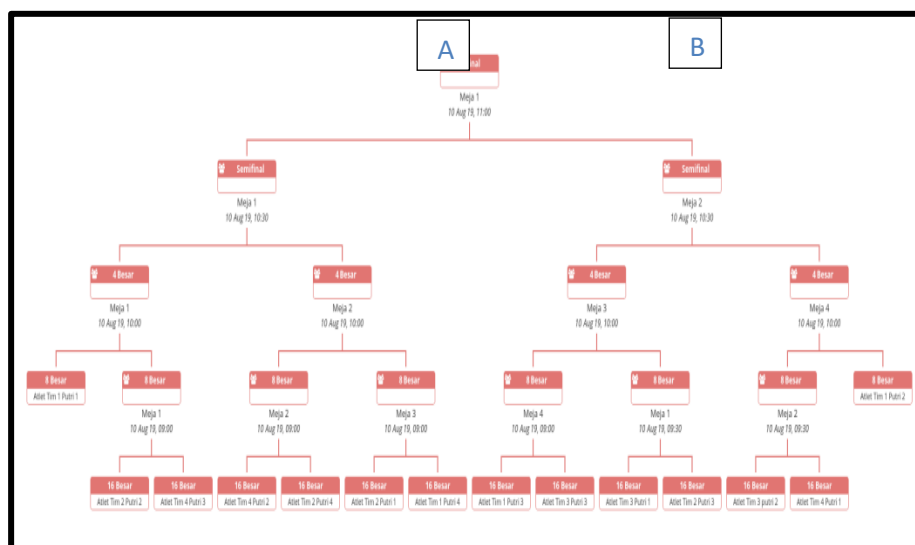 A
B
nal
Meja 1
10 Aug 19, 11:00
Semifinal
Semifinal
Meja 1
Meja 2
10 Aug 19, 10:30
10 Aug 19, 10:30
4 Besar
4 Besar
4 Besar
4 Besar
Meja 1
Meja 2
Meja 3
Meja 4
10 Aug 19, 10:00
10 Aug 19, 10:00
10 Aug 19, 10:00
10 Aug 19, 10:00
8 Besar
8 Besar
8 Besar
8 Besar
8 Besar
8 Besar
8 Besar
8 Besar
Atlet Tim 1 Putri 1
Atlet Tim 1 Putri 2
Meja 1
Meja 2
Meja 3
Meja 4
Meja 1
Meja 2
10 Aug 19, 09:00
10 Aug 19, 09:00
10 Aug 19, 09:00
10 Aug 19, 09:00
10 Aug 19, 09:30
10 Aug 19, 09:30
16 Besar
16 Besar
16 Besar
16 Besar
16 Besar
16 Besar
16 Besar
16 Besar
16 Besar
16 Besar
16 Besar
16 Besar
Atlet Tim 2 Putri 2
Atlet Tim 4 Putri 3
Atlet Tim 4 Putri 2
Atlet Tim 2 Putri 4
Atlet Tim 2 Putri 1
Atlet Tim 1 Putri 4
Atlet Tim 1 Putri 3
Atlet Tim 3 Putri 3
Atlet Tim 3 Putri 1
Atlet Tim 2 Putri 3
Atlet Tim 3 putri 2
Atlet Tim 4 Putri 1